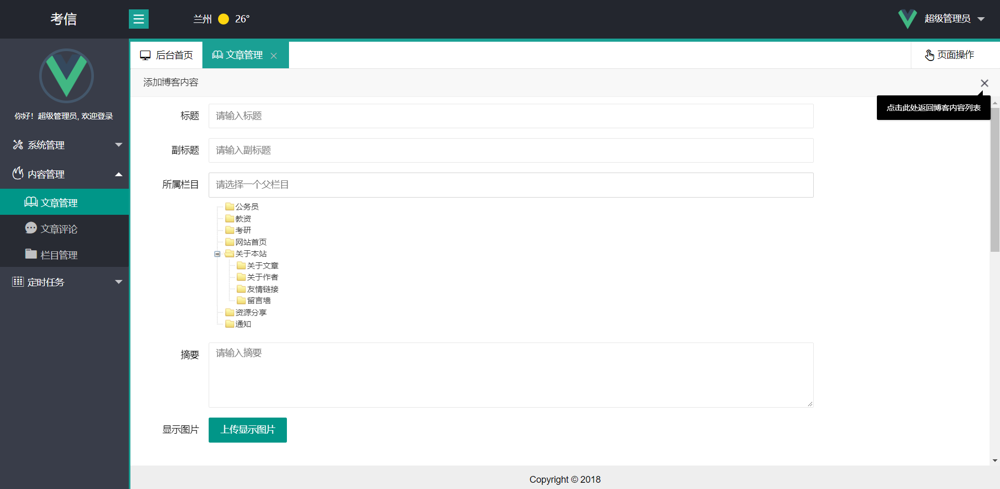 考信
兰州 26°
超级管理员
你好！超级管理员, 欢迎登录
系统管理
内容管理
文章管理
文章评论
栏目管理
定时任务
后台首页
文章管理
页面操作
添加博客内容
点击此处返回博客内容列表
标题 请输入标题
副标题 请输入副标题
所属栏目 请选择一个父栏目
公务员
教资
考研
网站首页
关于本站
关于文章
关于作者
友情链接
留言墙
资源分享
通知
摘要 请输入摘要
显示图片 上传显示图片
Copyright © 2018